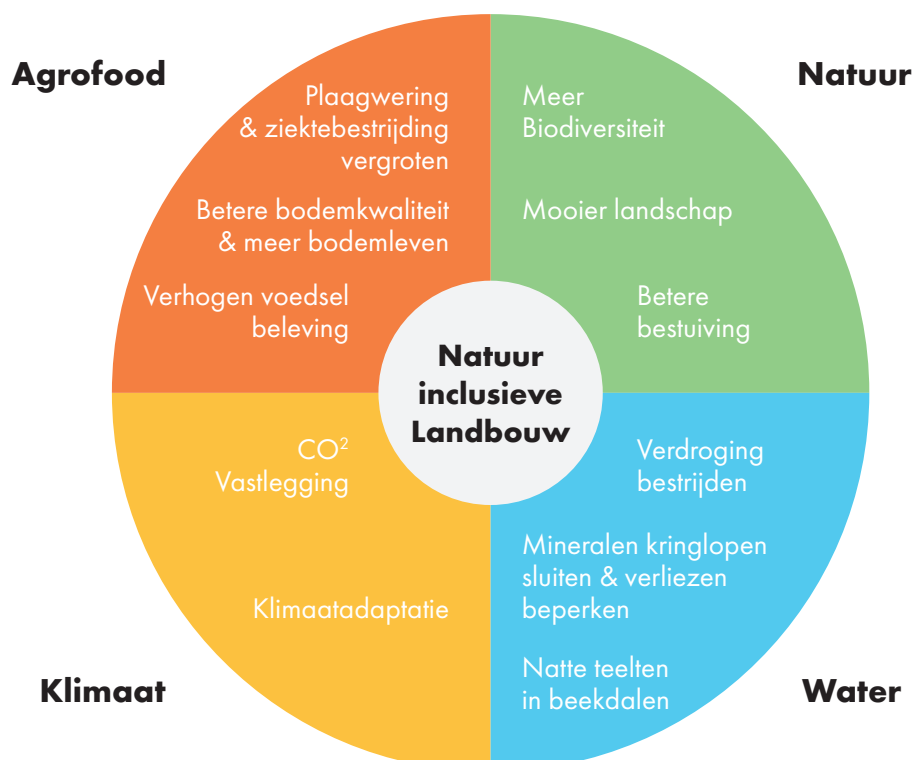 Agrofood
Plaagwering
& ziektebestrijding
vergroten
Betere bodemkwaliteit
& meer bodemleven
Verhogen voedsel
beleving
Natuur
Meer
Biodiversiteit
Mooier landschap
Betere
bestuiving
Natuur
inclusieve
Landbouw
CO²
Vastlegging
Klimaatadaptatie
Klimaat
Verdroging
bestrijden
Mineralen kringlopen
sluiten & verliezen
beperken
Natte teelten
in beekdalen
Water